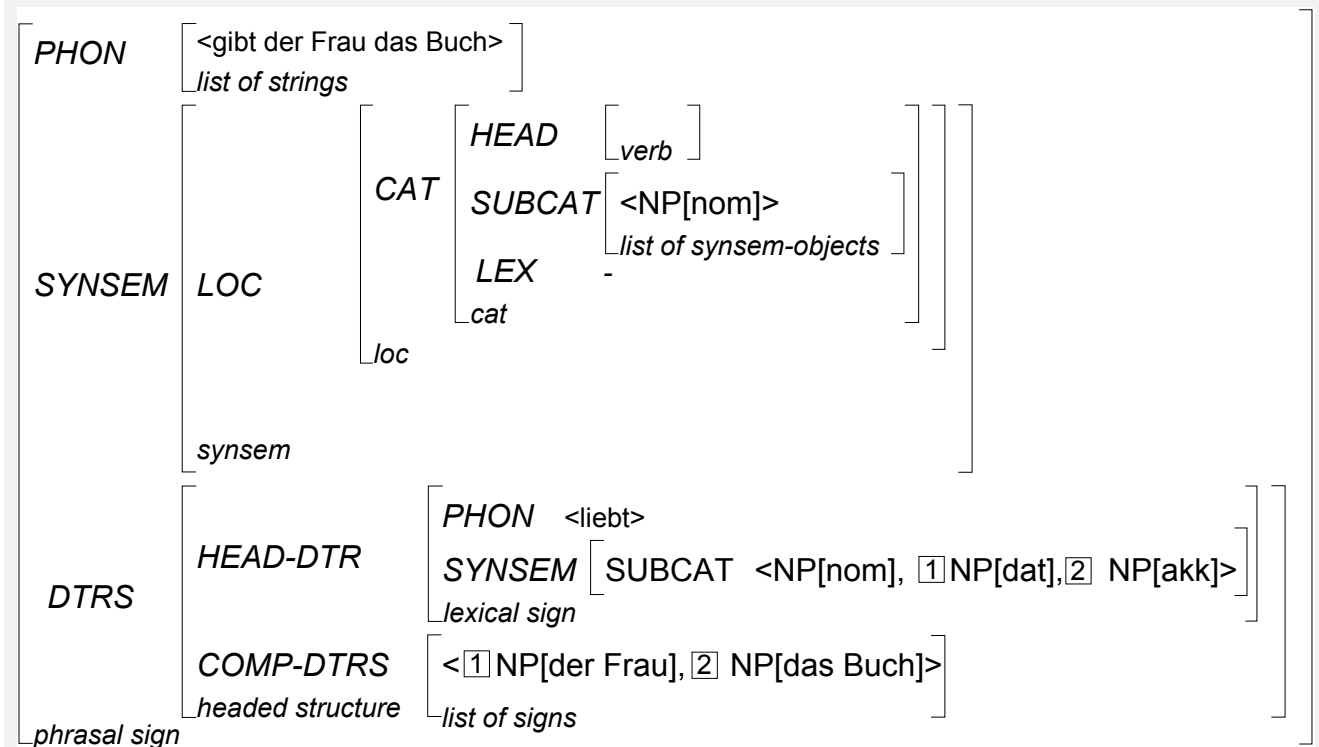 PHON <gibt der Frau das Buch>
list of strings
HEAD verb
CAT SUBCAT <NP[nom]>
list of synsem-objects
SYNSEM LOC LEX -
cat
loc
synsem
PHON <liebt>
HEAD-DTR SYNSEM SUBCAT <NP[nom], 1 NP[dat], 2 NP[akk]>
DTRS lexical sign
COMP-DTRS < 1 NP[der Frau], 2 NP[das Buch]>
headed structure list of signs
phrasal sign